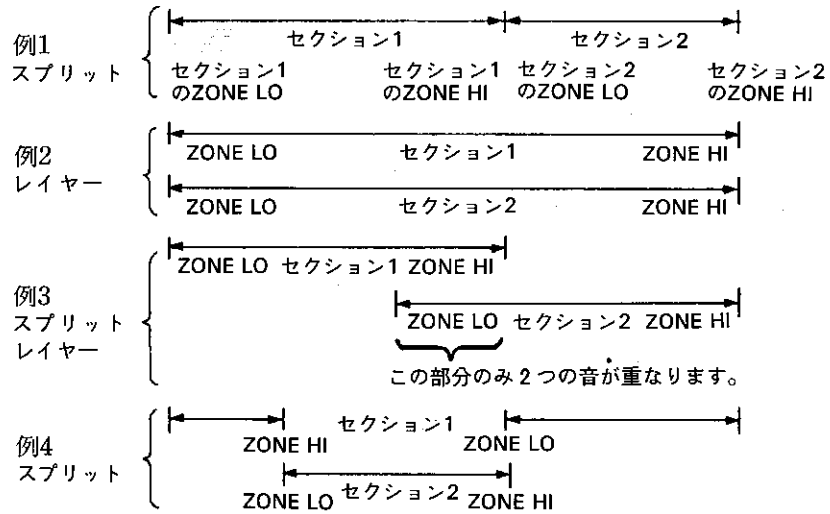 例1
スプリット
セクション1
セクション2
セクション1
のZONE LO
セクション1
のZONE HI
セクション2
のZONE LO
セクション2
のZONE HI
例2
レイヤー
ZONE LO セクション1 ZONE HI
ZONE LO セクション2 ZONE HI
例3
スプリット
レイヤー
ZONE LO セクション1 ZONE HI
ZONE LO セクション2 ZONE HI
この部分のみ2つの音が重なります。
例4
スプリット
ZONE HI セクション1 ZONE LO
ZONE LO セクション2 ZONE HI